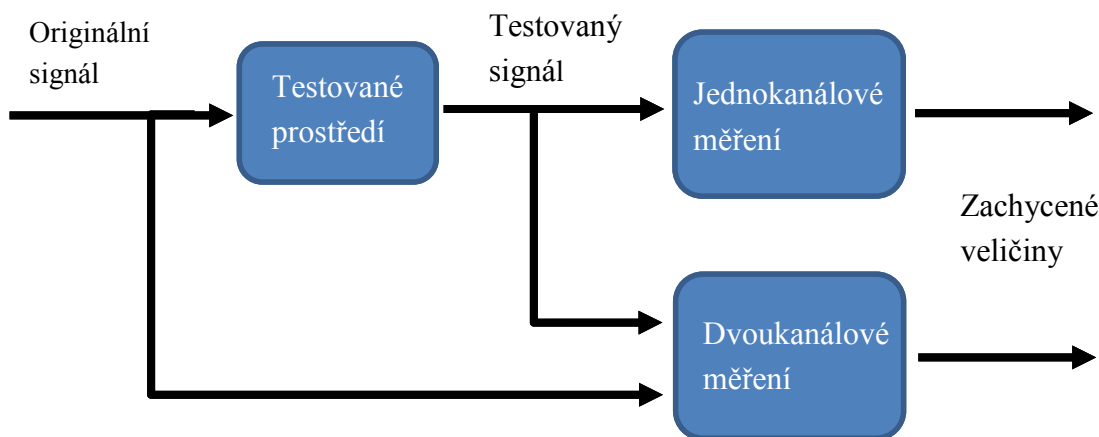 Originální
signál
Testované
prostředí
Testovaný
signál
Jednokanálové
měření
Zachycené
veličiny
Dvoukanálové
měření